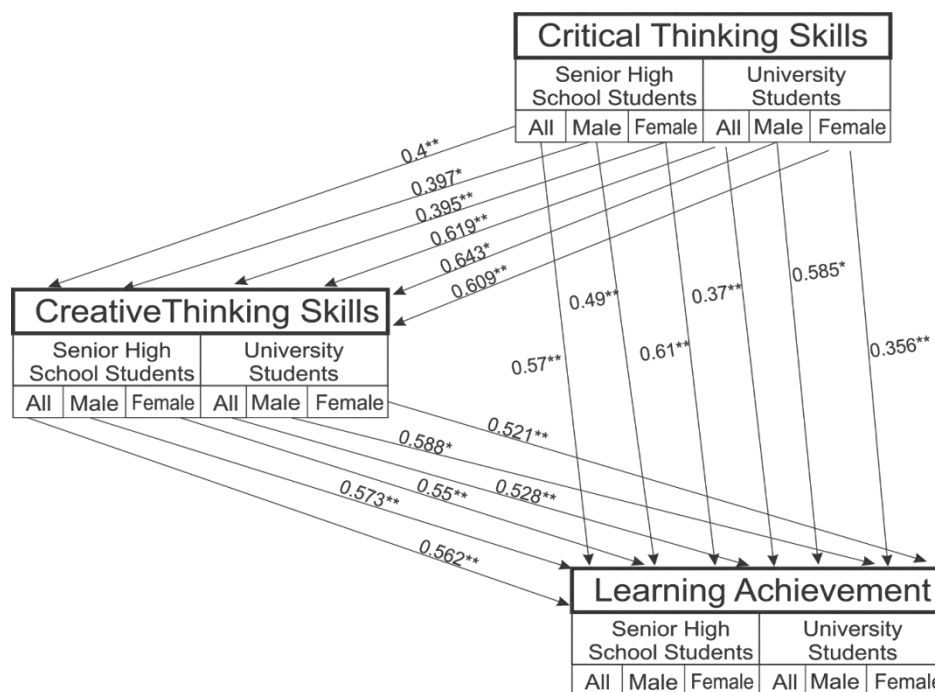 Critical Thinking Skills
Senior High School Students
University Students
All Male Female All Male Female
0.4**
0.397*
0.395**
0.619**
0.643*
0.609**
0.49**
0.37**
0.585*
0.57**
0.61**
0.356**
CreativeThinking Skills
Senior High School Students
University Students
All Male Female All Male Female
0.521**
0.588*
0.528**
0.55**
0.573**
0.562**
Learning Achievement
Senior High School Students
University Students
All Male Female All Male Female